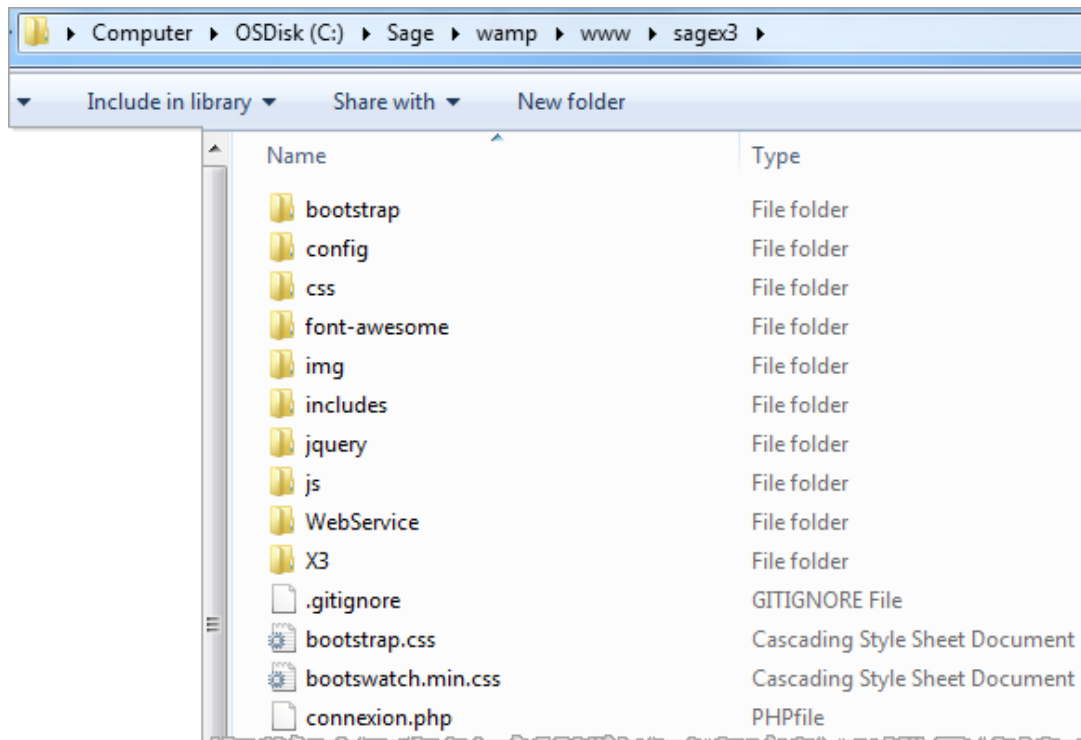 Computer OSDisk (C:) Sage wamp www sagex3
Include in library Share with New folder
Name Type
bootstrap File folder
config File folder
css File folder
font-awesome File folder
img File folder
includes File folder
jquery File folder
js File folder
WebService File folder
X3 File folder
.gitignore GITIGNORE File
bootstrap.css Cascading Style Sheet Document
bootswatch.min.css Cascading Style Sheet Document
connexion.php PHPfile